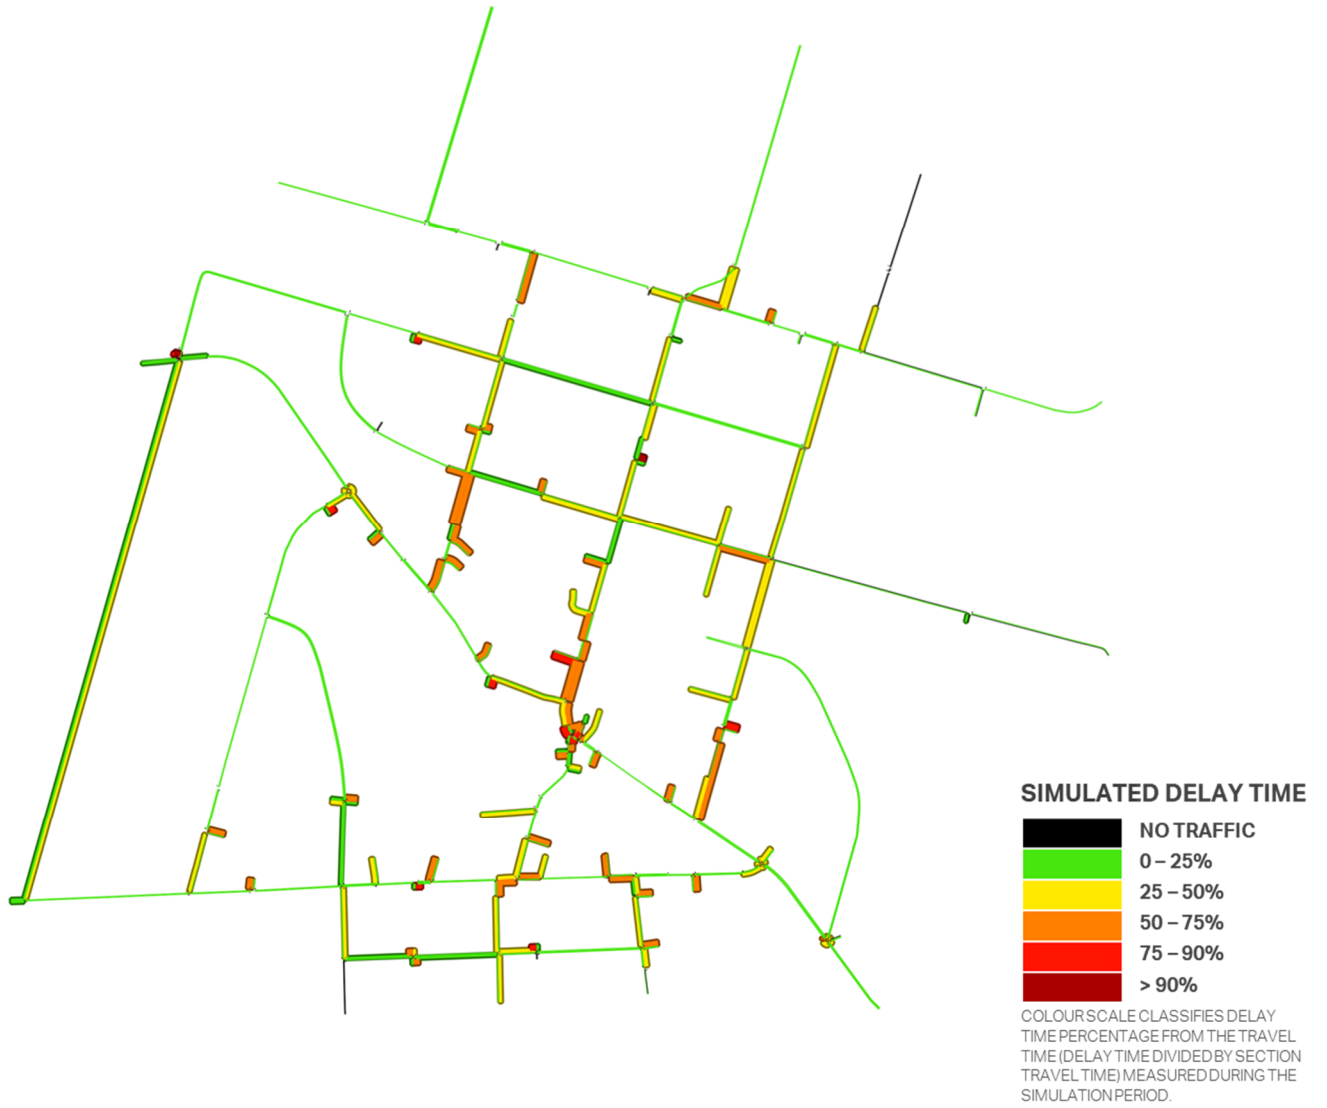 SIMULATED DELAY TIME
NO TRAFFIC
0 – 25%
25 – 50%
50 – 75%
75 – 90%
> 90%
COLOUR SCALE CLASSIFIES DELAY
TIME PERCENTAGE FROM THE TRAVEL
TIME (DELAY TIME DIVIDED BY SECTION
TRAVEL TIME) MEASURED DURING THE
SIMULATION PERIOD.